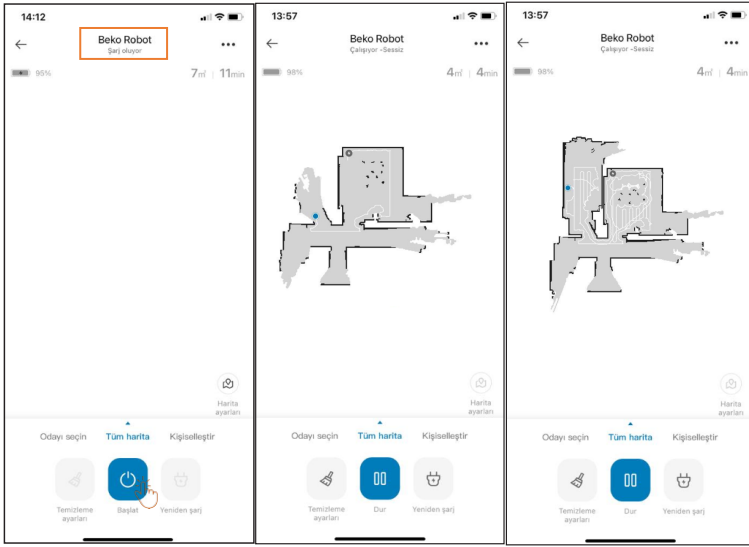 14:12
Beko Robot
Şarj oluyor
95%
7㎡ | 11min
Harita
ayarları
Odayı seçin Tüm harita Kişiselleştir
Temizleme
ayarları
Başlat
Yeniden şarj
13:57
Beko Robot
Çalışıyor -Sessiz
98%
4㎡ | 4min
Harita
ayarları
Odayı seçin Tüm harita Kişiselleştir
Temizleme
ayarları
Dur
Yeniden şarj
13:57
Beko Robot
Çalışıyor -Sessiz
98%
4㎡ | 4min
Harita
ayarları
Odayı seçin Tüm harita Kişiselleştir
Temizleme
ayarları
Dur
Yeniden şarj